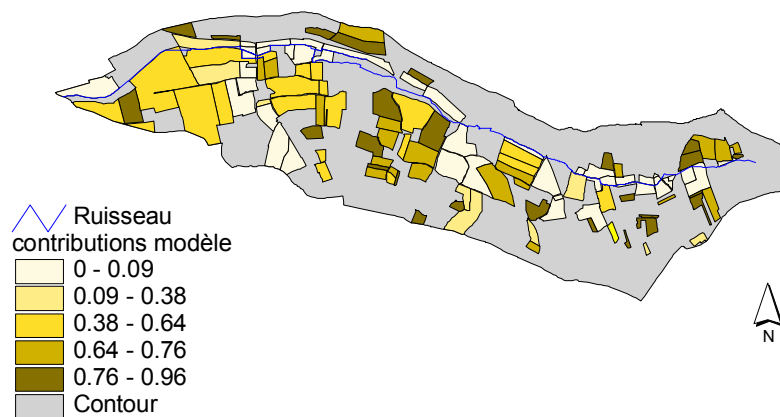 Ruisseau
contributions modèle
0 - 0.09
0.09 - 0.38
0.38 - 0.64
0.64 - 0.76
0.76 - 0.96
Contour
N